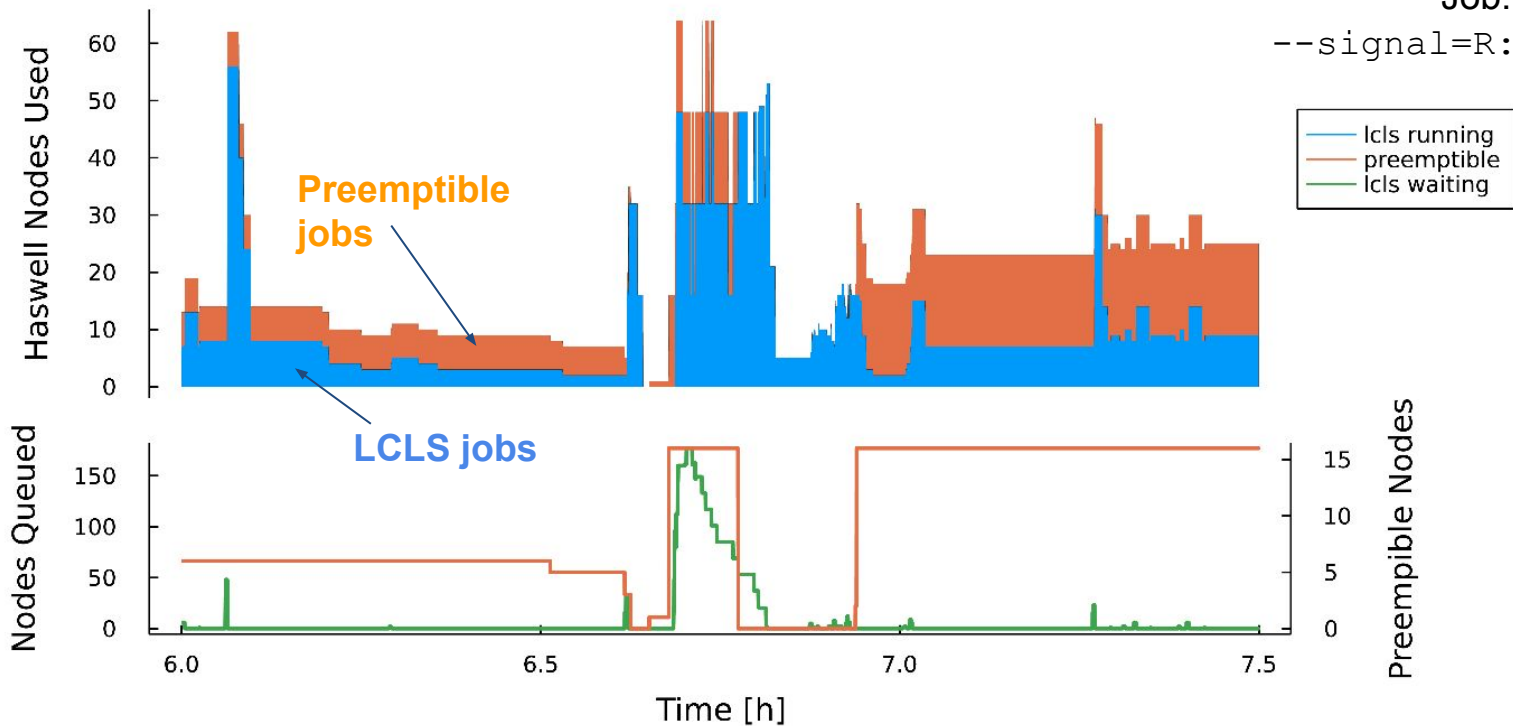 Job:
--signal=R:
Haswell Nodes Used
60
50
40
30
20
10
0
lcls running
preemptible
lcls waiting
Preemptible
jobs
LCLS jobs
Nodes Queued
150
100
50
0
15
10
5
0
Preempible Nodes
6.0
6.5
7.0
7.5
Time [h]